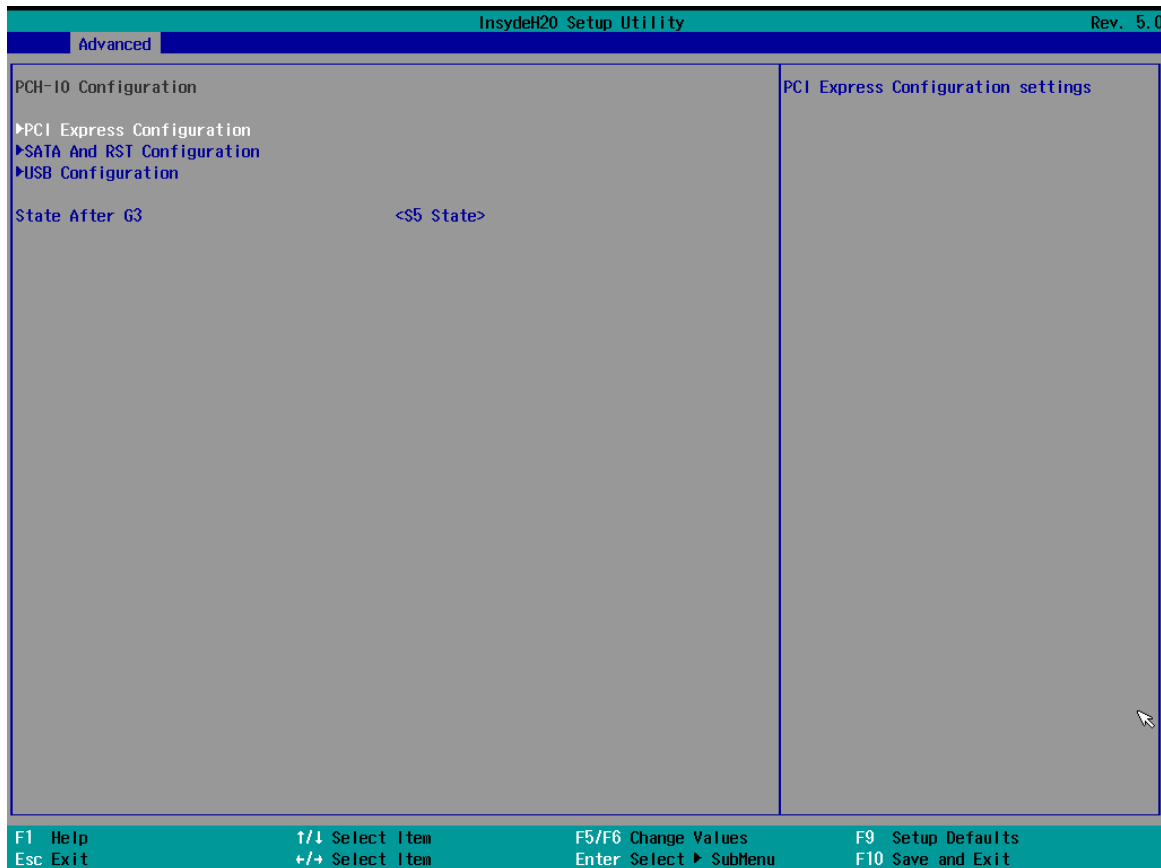 InsydeH20 Setup Utility Rev. 5.0
Advanced
PCH-IO Configuration
PCI Express Configuration settings
▶PCI Express Configuration
▶SATA And RST Configuration
▶USB Configuration
State After G3 <S5 State>
F1 Help ↑/↓ Select Item F5/F6 Change Values F9 Setup Defaults
Esc Exit ←/→ Select Item Enter Select ▶ SubMenu F10 Save and Exit